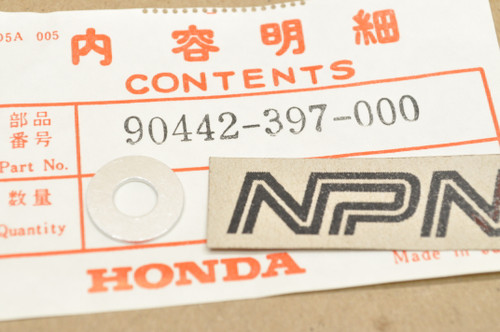 05A 005
内容明細
CONTENTS
部品
番号
Part No.
90442-397-000
数量
Quantity
NPN
HONDA
Made in